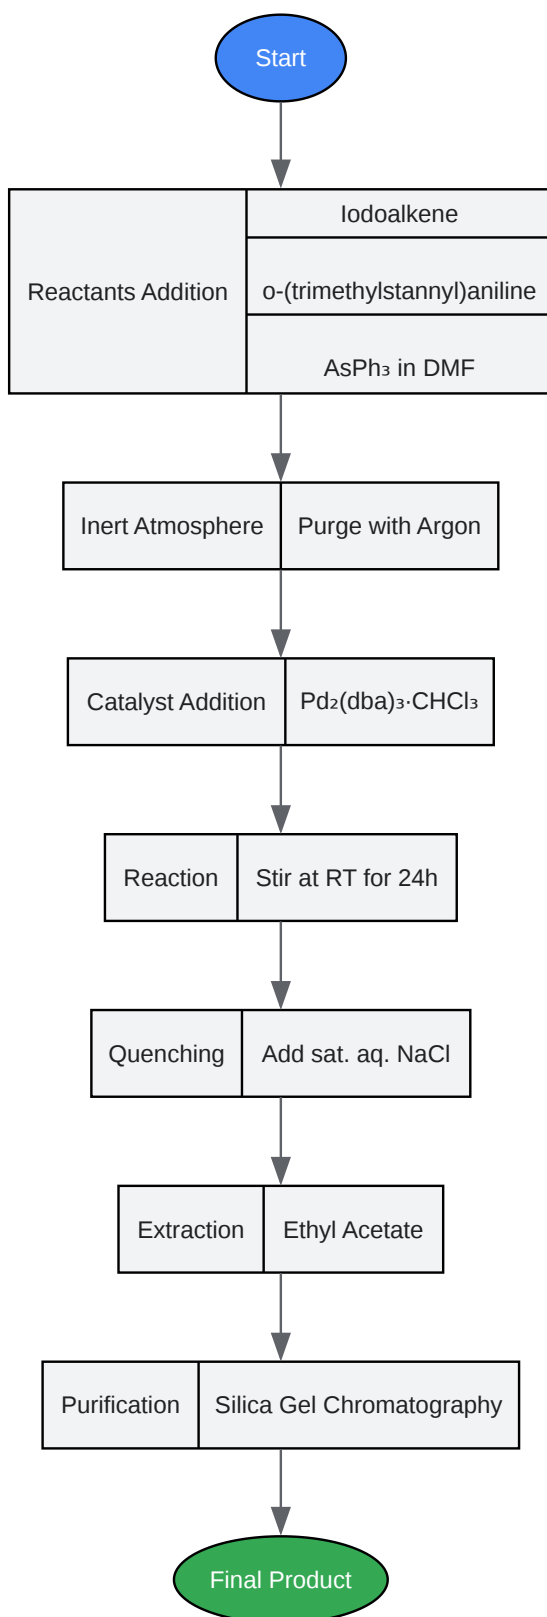 Start
Reactants Addition
Iodoalkene
o-(trimethylstannyl)aniline
AsPh₃ in DMF
Inert Atmosphere
Purge with Argon
Catalyst Addition
Pd₂(dba)₃·CHCl₃
Reaction
Stir at RT for 24h
Quenching
Add sat. aq. NaCl
Extraction
Ethyl Acetate
Purification
Silica Gel Chromatography
Final Product